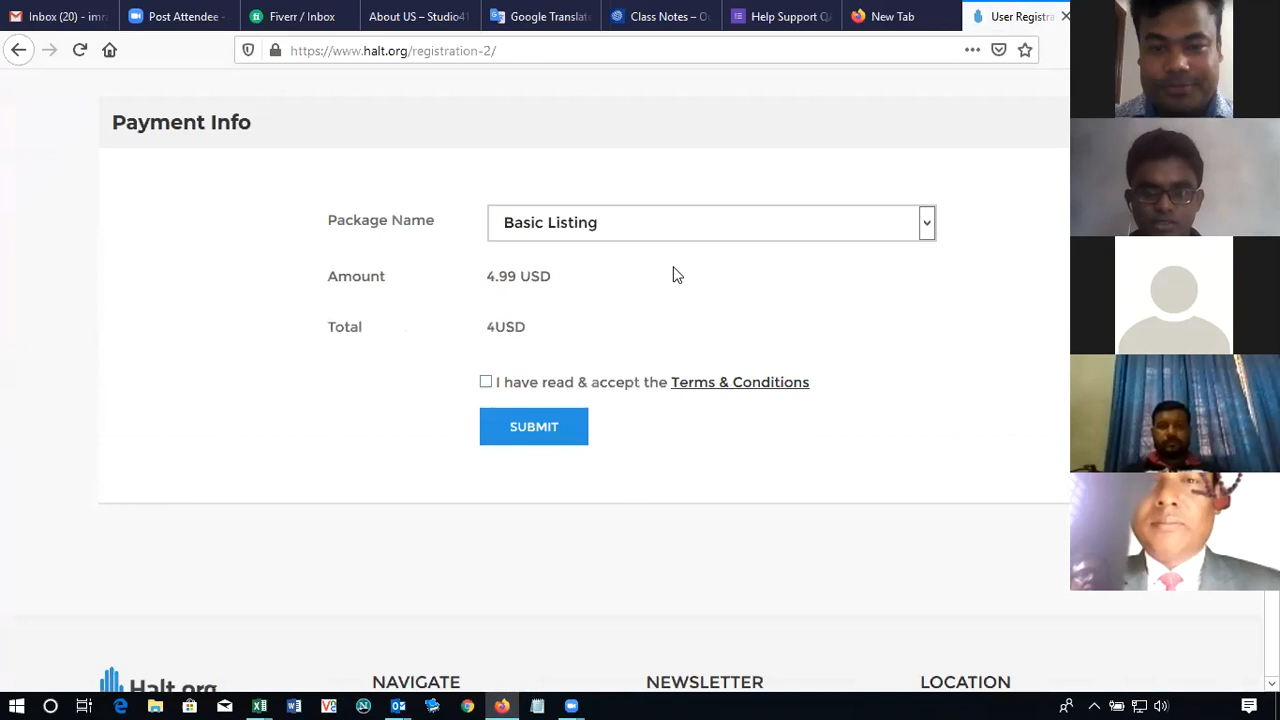 Inbox (20) - imra
Post Attendee -
Fiverr / Inbox
About US – Studio41
Google Translat
Class Notes – O
Help Support Q
New Tab
User Registra
https://www.halt.org/registration-2/
Payment Info
Package Name
Basic Listing
Amount
4.99 USD
Total
4USD
I have read & accept the Terms & Conditions
SUBMIT
Halt.org
NAVIGATE
NEWSLETTER
LOCATION